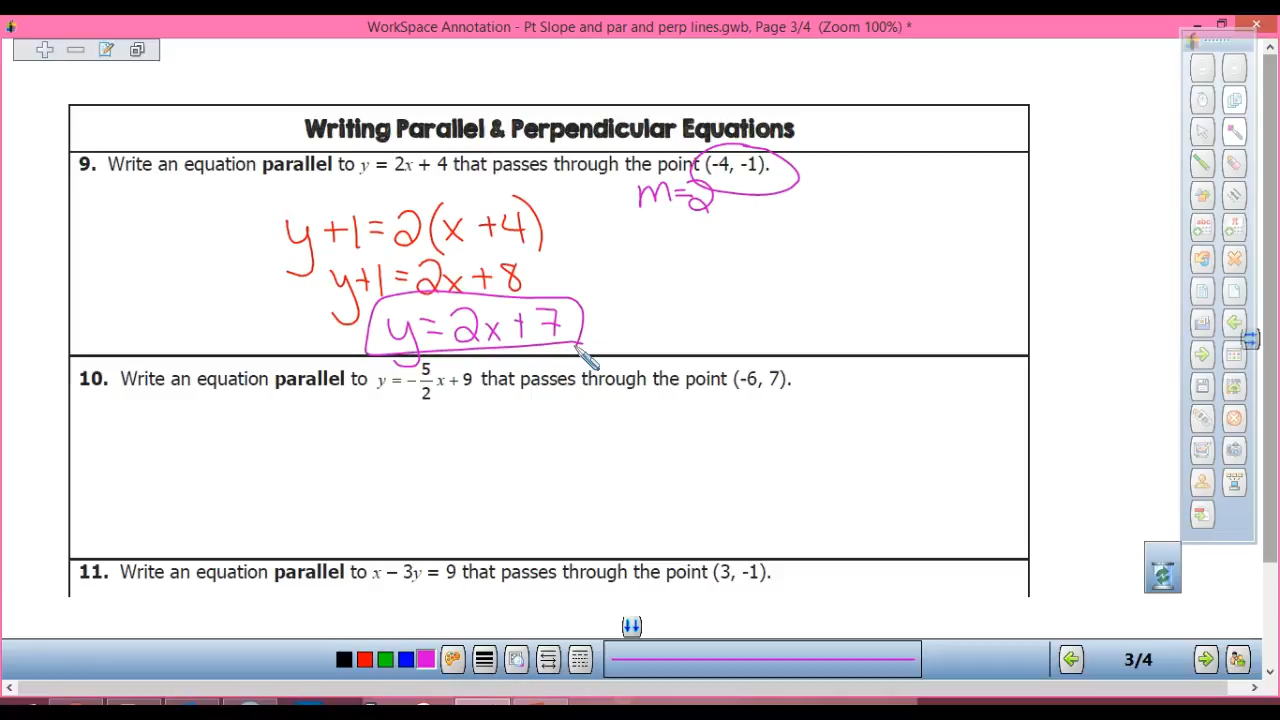 WorkSpace Annotation - Pt Slope and par and perp lines.gwb, Page 3/4 (Zoom 100%) *
Writing Parallel & Perpendicular Equations
9. Write an equation parallel to y = 2x + 4 that passes through the point (-4, -1).
m=2
y+1=2(x+4)
y+1=2x+8
y=2x+7
10. Write an equation parallel to y = -5/2 x + 9 that passes through the point (-6, 7).
11. Write an equation parallel to x - 3y = 9 that passes through the point (3, -1).
3/4